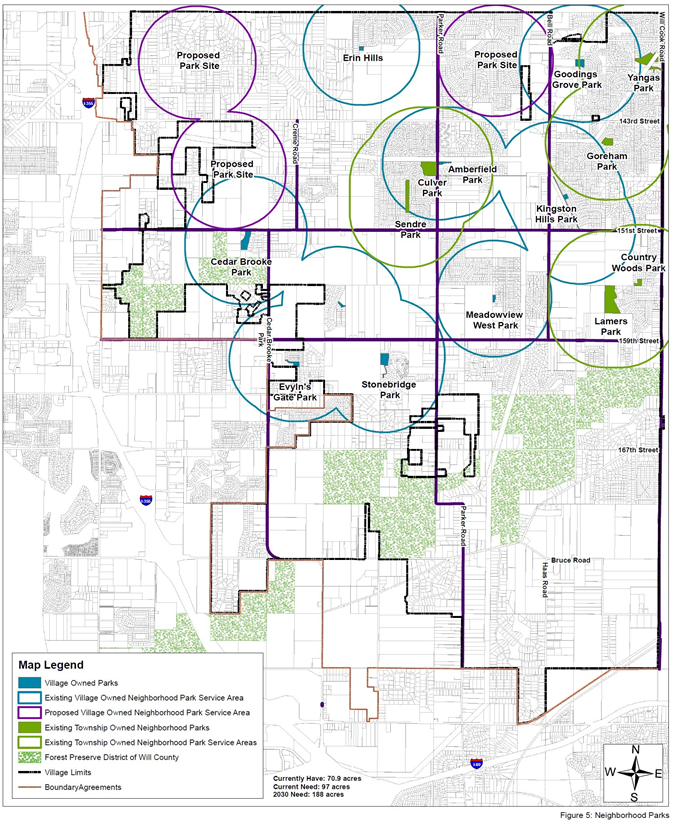 Proposed
Park Site
Erin Hills
Parker Road
Proposed
Park Site
Bell Road
Goodings
Grove Park
Will Cook Road
Yangas
Park
143rd Street
Creme Road
Proposed
Park Site
Amberfield
Park
Culver
Park
Goreham
Park
Sendre
Park
Kingston
Hills Park
151st Street
Cedar Brooke
Park
Country
Woods Park
Meadowview
West Park
Lamers
Park
Cedar Brooke
Park
159th Street
Evlyn's
Gate Park
Stonebridge
Park
167th Street
Parker Road
Bruce Road
Haas Road
Map Legend
Village Owned Parks
Existing Village Owned Neighborhood Park Service Area
Proposed Village Owned Neighborhood Park Service Area
Existing Township Owned Neighborhood Parks
Existing Township Owned Neighborhood Park Service Areas
Forest Preserve District of Will County
Village Limits
BoundaryAgreements
Currently Have: 70.9 acres
Current Need: 97 acres
2030 Need: 188 acres
N
W E
S
Figure 5: Neighborhood Parks